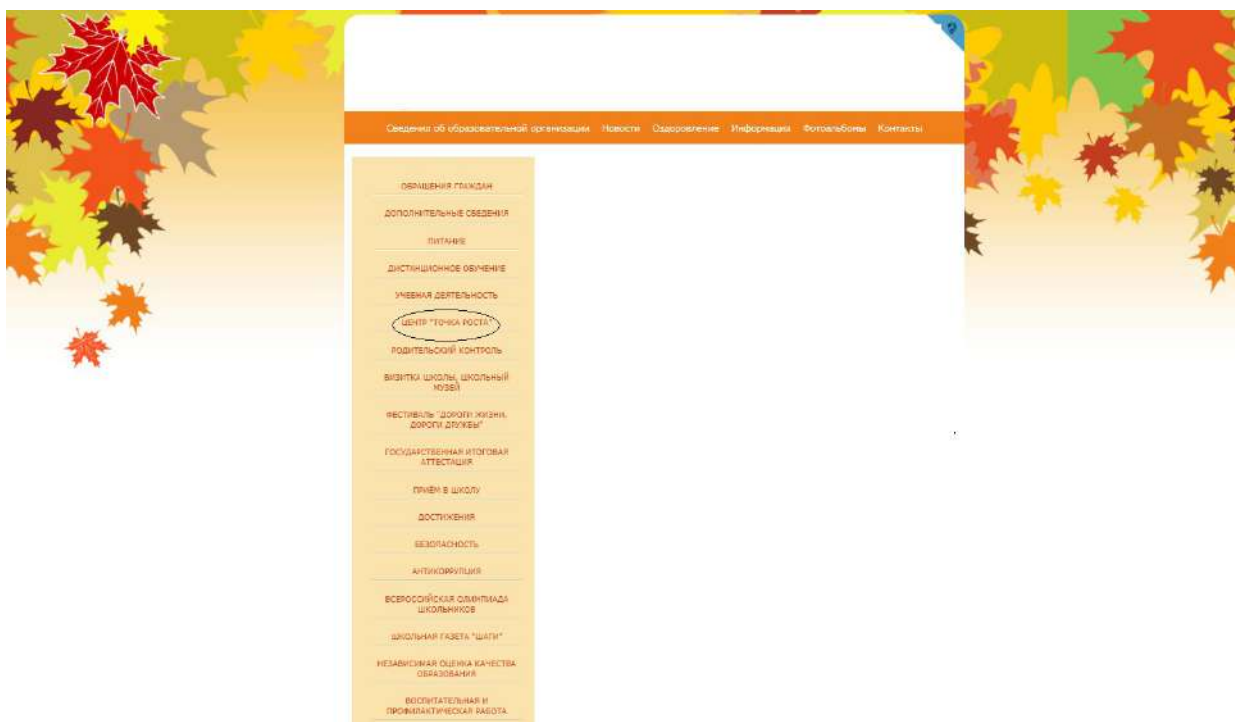 Сведения об образовательной организации Новости Оздоровление Информация Фотоальбомы Контакты
ОБРАЩЕНИЯ ГРАЖДАН
ДОПОЛНИТЕЛЬНЫЕ СВЕДЕНИЯ
ПИТАНИЕ
ДИСТАНЦИОННОЕ ОБУЧЕНИЕ
УЧЕБНАЯ ДЕЯТЕЛЬНОСТЬ
ЦЕНТР "ТОЧКА РОСТА"
РОДИТЕЛЬСКИЙ КОНТРОЛЬ
ВИЗИТКА ШКОЛЫ, ШКОЛЬНЫЙ
МУЗЕЙ
ФЕСТИВАЛЬ "ДОРОГИ ЖИЗНИ,
ДОРОГИ ДРУЖБЫ"
ГОСУДАРСТВЕННАЯ ИТОГОВАЯ
АТТЕСТАЦИЯ
ПРИЁМ В ШКОЛУ
ДОСТИЖЕНИЯ
БЕЗОПАСНОСТЬ
АНТИКОРРУПЦИЯ
ВСЕРОССИЙСКАЯ ОЛИМПИАДА
ШКОЛЬНИКОВ
ШКОЛЬНАЯ ГАЗЕТА "ШАГИ"
НЕЗАВИСИМАЯ ОЦЕНКА КАЧЕСТВА
ОБРАЗОВАНИЯ
ВОСПИТАТЕЛЬНАЯ И
ПРОФИЛАКТИЧЕСКАЯ РАБОТА